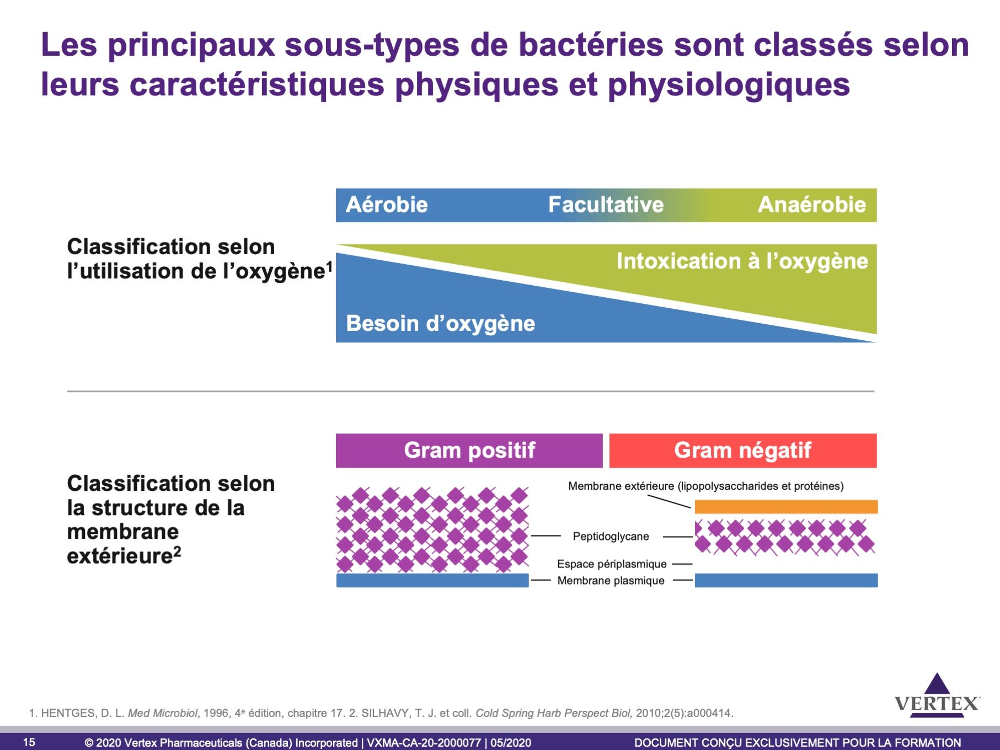 Les principaux sous-types de bactéries sont classés selon
leurs caractéristiques physiques et physiologiques
Aérobie Facultative Anaérobie
Classification selon
l’utilisation de l’oxygène¹
Intoxication à l’oxygène
Besoin d’oxygène
Gram positif Gram négatif
Classification selon
la structure de la
membrane
extérieure²
Membrane extérieure (lipopolysaccharides et protéines)
Peptidoglycane
Espace périplasmique
Membrane plasmique
VERTEX
1. HENTGES, D. L. Med Microbiol, 1996, 4ᵉ édition, chapitre 17. 2. SILHAVY, T. J. et coll. Cold Spring Harb Perspect Biol, 2010;2(5):a000414.
15 © 2020 Vertex Pharmaceuticals (Canada) Incorporated | VXMA-CA-20-2000077 | 05/2020 DOCUMENT CONÇU EXCLUSIVEMENT POUR LA FORMATION